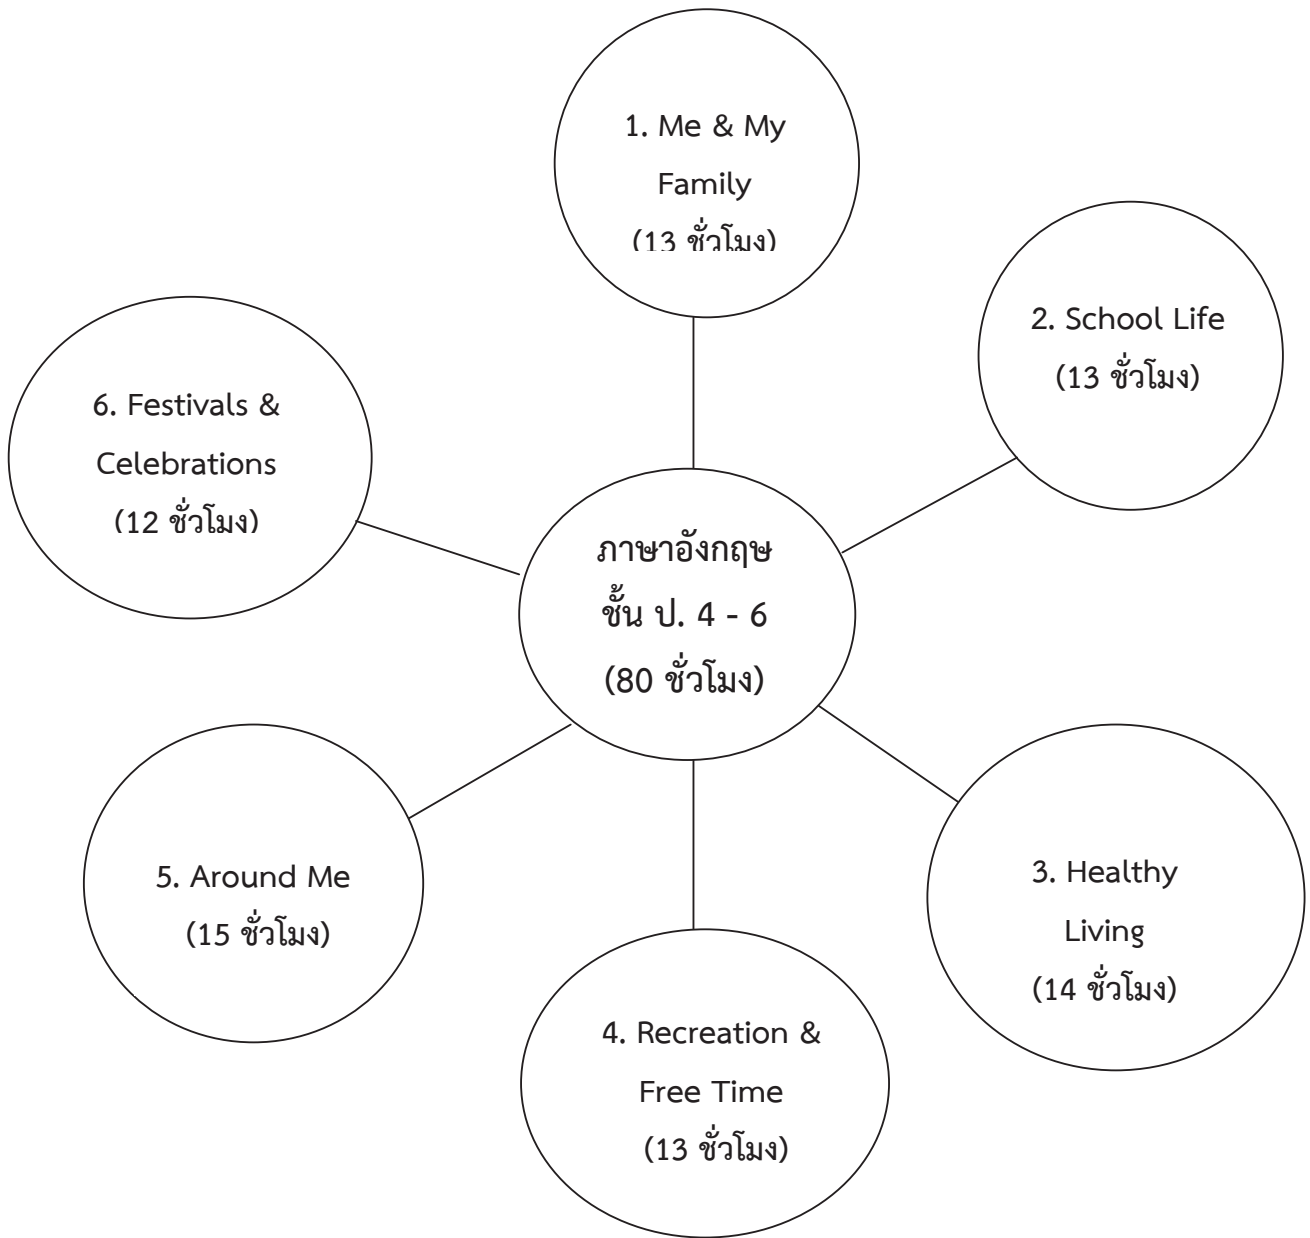 1. Me & My
Family
(13 ชั่วโมง)
2. School Life
(13 ชั่วโมง)
6. Festivals &
Celebrations
(12 ชั่วโมง)
ภาษาอังกฤษ
ชั้น ป. 4 - 6
(80 ชั่วโมง)
5. Around Me
(15 ชั่วโมง)
3. Healthy
Living
(14 ชั่วโมง)
4. Recreation &
Free Time
(13 ชั่วโมง)